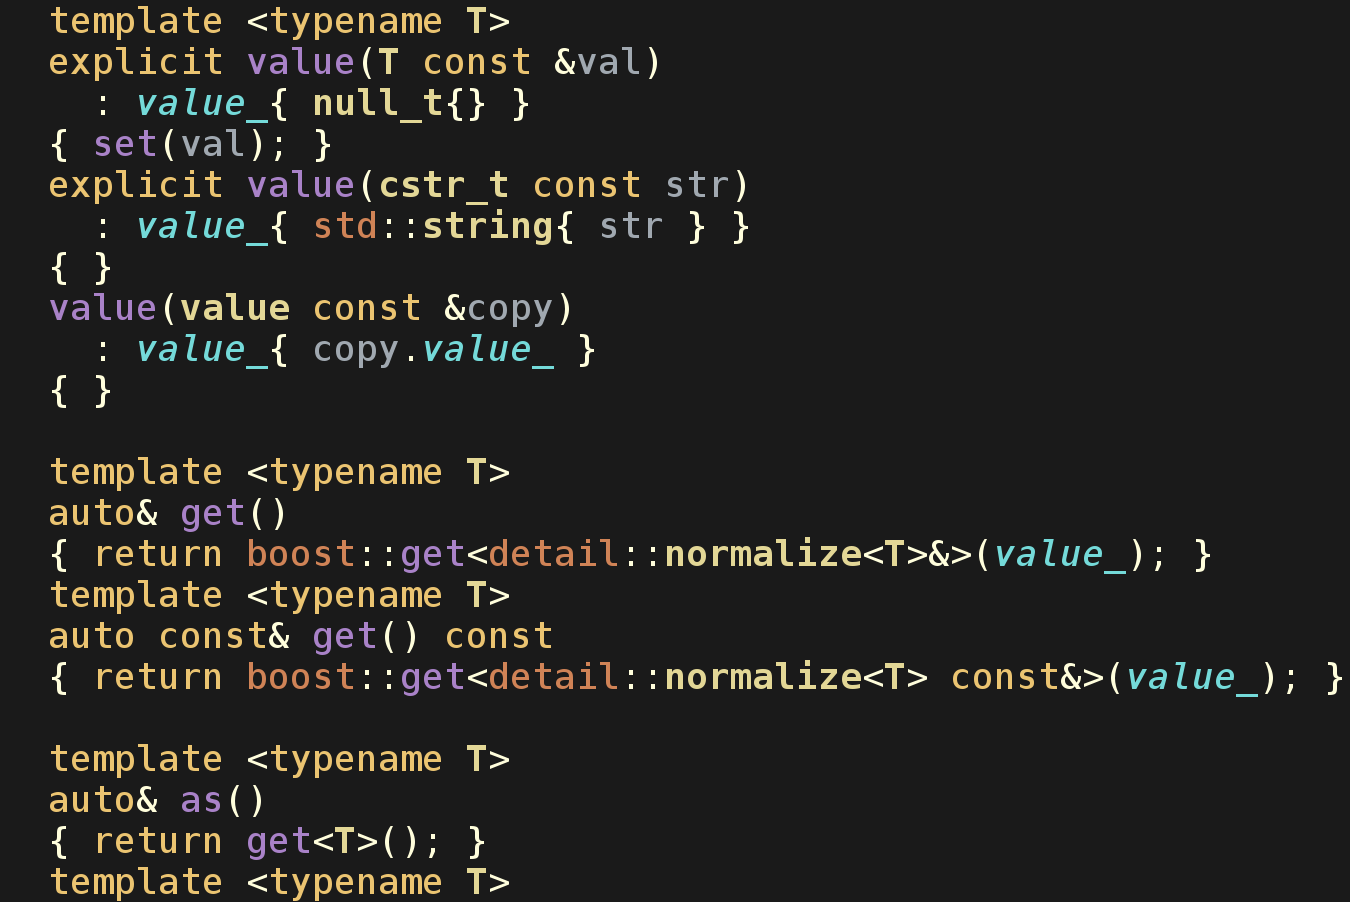 template <typename T>
explicit value(T const &val)
  : value_{ null_t{} }
{ set(val); }
explicit value(cstr_t const str)
  : value_{ std::string{ str } }
{ }
value(value const &copy)
  : value_{ copy.value_ }
{ }

template <typename T>
auto& get()
{ return boost::get<detail::normalize<T>&>(value_); }
template <typename T>
auto const& get() const
{ return boost::get<detail::normalize<T> const&>(value_); }

template <typename T>
auto& as()
{ return get<T>(); }
template <typename T>